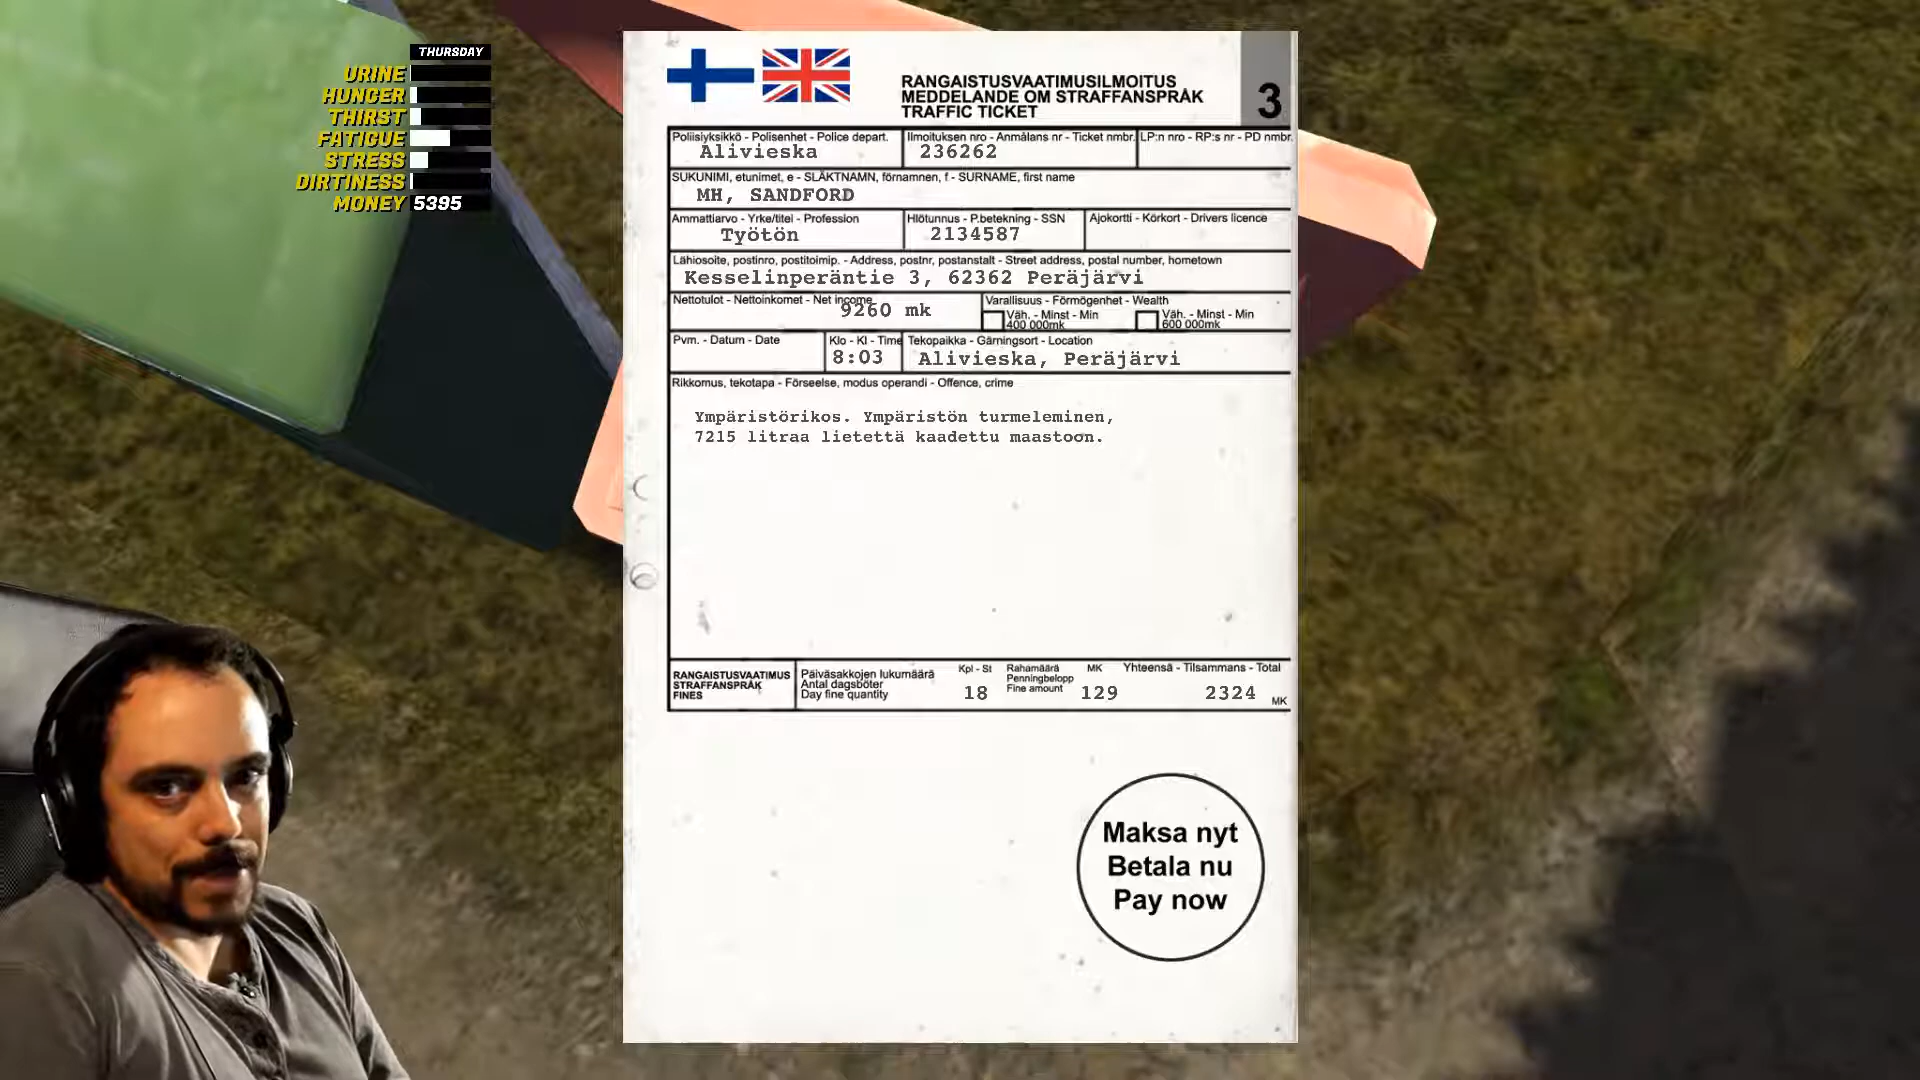 THURSDAY
URINE
HUNGER
THIRST
FATIGUE
STRESS
DIRTINESS
MONEY 5395
RANGAISTUSVAATIMUSILMOITUS
MEDDELANDE OM STRAFFANSPRÅK
TRAFFIC TICKET
3
Poliisiyksikkö - Polisenhet - Police depart.
Alivieska
Ilmoituksen nro - Anmälans nr - Ticket nmbr.
236262
LP:n nro - RP:s nr - PD nmbr.
SUKUNIMI, etunimet, e - SLÄKTNAMN, förnamnen, f - SURNAME, first name
MH, SANDFORD
Ammattiarvo - Yrke/titel - Profession
Työtön
Hlötunnus - P.betekning - SSN
2134587
Ajokortti - Körkort - Drivers licence
Lähiosoite, postinro, postitoimip. - Address, postnr, postanstalt - Street address, postal number, hometown
Kesselinperäntie 3, 62362 Peräjärvi
Nettotulot - Nettoinkomet - Net income
9260 mk
Varallisuus - Förmögenhet - Wealth
Väh. - Minst - Min
400 000mk
Väh. - Minst - Min
600 000mk
Pvm. - Datum - Date
Klo - Kl - Time
8:03
Tekopaikka - Gärningsort - Location
Alivieska, Peräjärvi
Rikkomus, tekotapa - Förseelse, modus operandi - Offence, crime
Ympäristörikos. Ympäristön turmeleminen,
7215 litraa lietettä kaadettu maastoon.
RANGAISTUSVAATIMUS
STRAFFANSPRÅK
FINES
Päiväsakkojen lukumäärä
Antal dagsböter
Day fine quantity
Kpl - St
18
Rahamäärä
Penningbelopp
Fine amount
MK
129
Yhteensä - Tilsammans - Total
2324
MK
Maksa nyt
Betala nu
Pay now